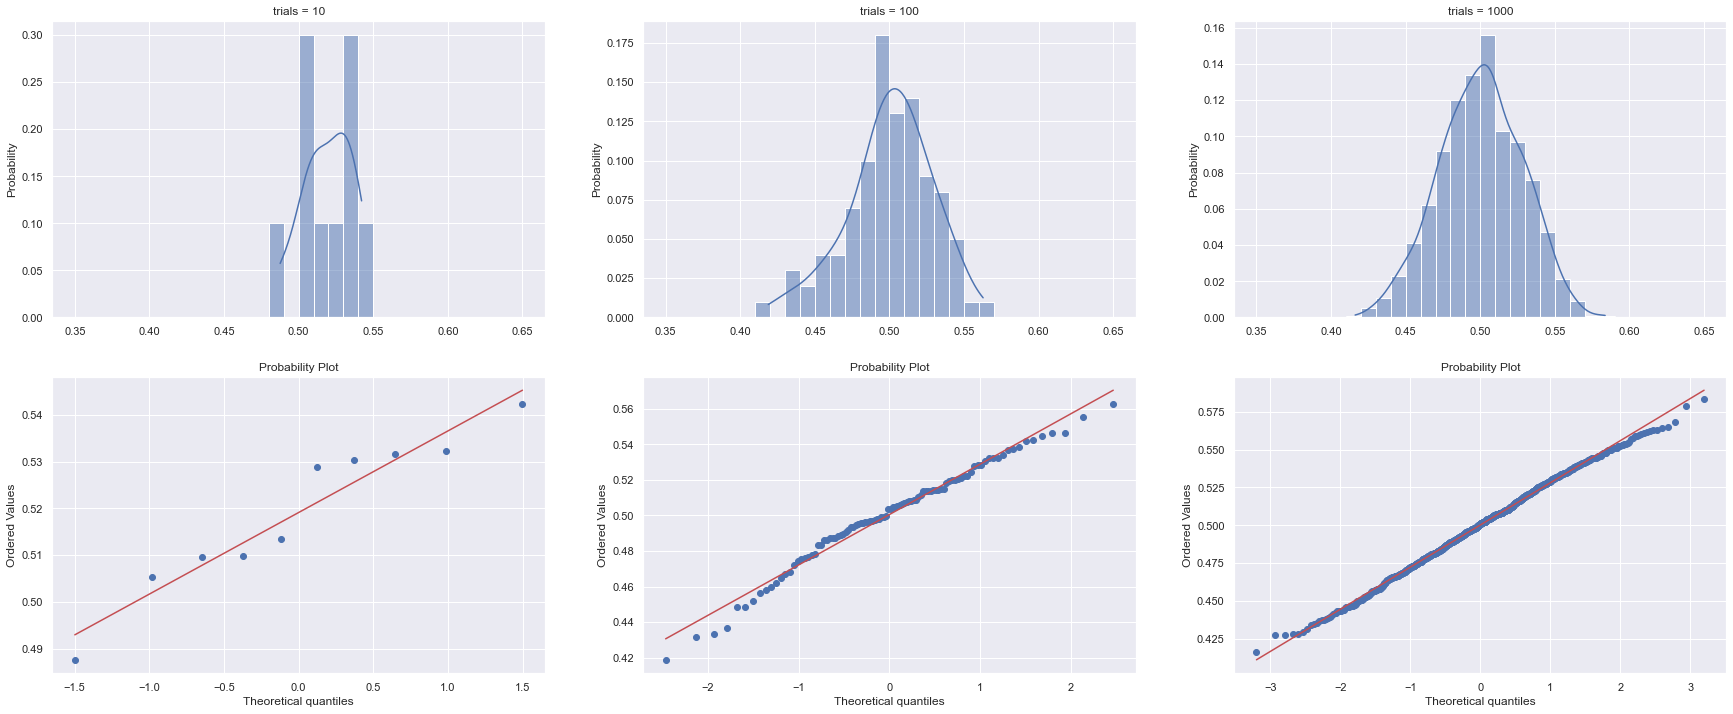 trials = 10
Probability
0.30
0.25
0.20
0.15
0.10
0.05
0.00
0.35 0.40 0.45 0.50 0.55 0.60 0.65
trials = 100
Probability
0.175
0.150
0.125
0.100
0.075
0.050
0.025
0.000
0.35 0.40 0.45 0.50 0.55 0.60 0.65
trials = 1000
Probability
0.16
0.14
0.12
0.10
0.08
0.06
0.04
0.02
0.00
0.35 0.40 0.45 0.50 0.55 0.60 0.65
Probability Plot
Ordered Values
0.54
0.53
0.52
0.51
0.50
0.49
−1.5 −1.0 −0.5 0.0 0.5 1.0 1.5
Theoretical quantiles
Probability Plot
Ordered Values
0.56
0.54
0.52
0.50
0.48
0.46
0.44
0.42
−2 −1 0 1 2
Theoretical quantiles
Probability Plot
Ordered Values
0.575
0.550
0.525
0.500
0.475
0.450
0.425
−3 −2 −1 0 1 2 3
Theoretical quantiles